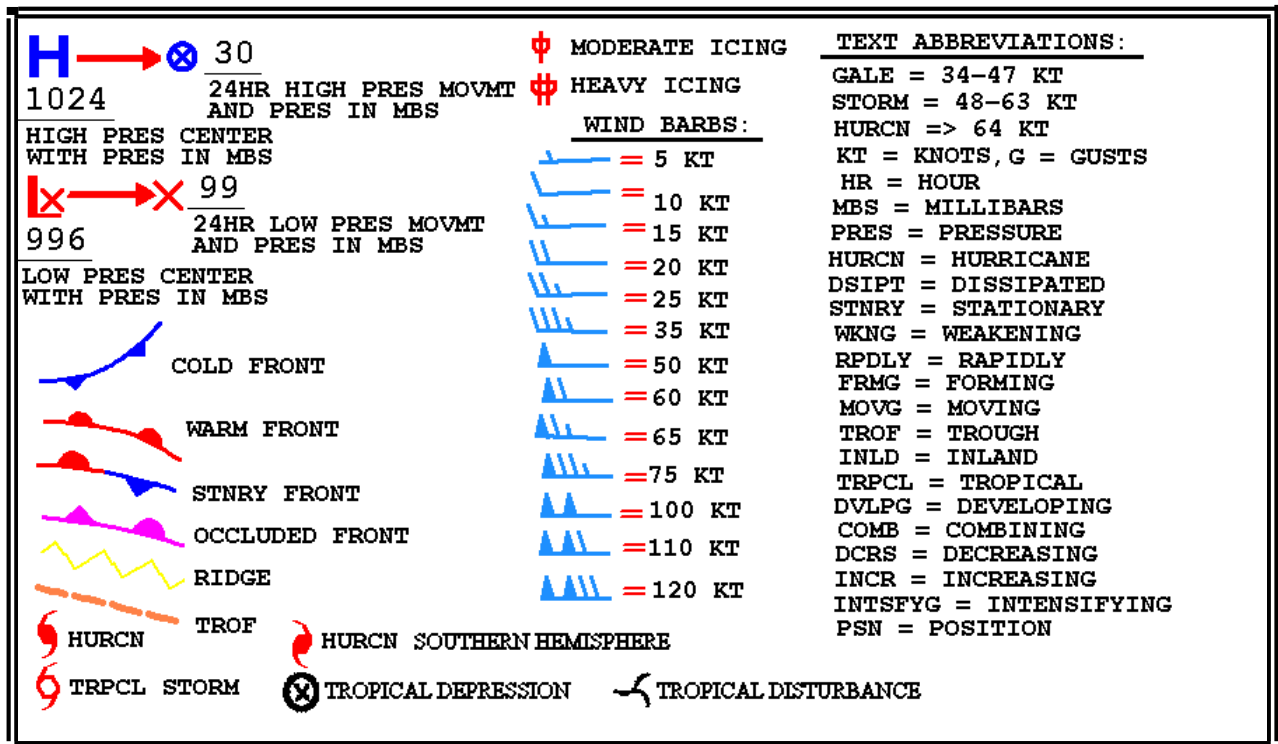 H
30
1024
24HR HIGH PRES MOVMT
AND PRES IN MBS
HIGH PRES CENTER
WITH PRES IN MBS
L
99
996
24HR LOW PRES MOVMT
AND PRES IN MBS
LOW PRES CENTER
WITH PRES IN MBS
COLD FRONT
WARM FRONT
STNRY FRONT
OCCLUDED FRONT
RIDGE
TROF
HURCN
HURCN SOUTHERN HEMISPHERE
TRPCL STORM
TROPICAL DEPRESSION
TROPICAL DISTURBANCE
MODERATE ICING
HEAVY ICING
WIND BARBS:
= 5 KT
= 10 KT
= 15 KT
= 20 KT
= 25 KT
= 35 KT
= 50 KT
= 60 KT
= 65 KT
= 75 KT
= 100 KT
= 110 KT
= 120 KT
TEXT ABBREVIATIONS:
GALE = 34-47 KT
STORM = 48-63 KT
HURCN => 64 KT
KT = KNOTS, G = GUSTS
HR = HOUR
MBS = MILLIBARS
PRES = PRESSURE
HURCN = HURRICANE
DSIPT = DISSIPATED
STNRY = STATIONARY
WKNG = WEAKENING
RPDLY = RAPIDLY
FRMG = FORMING
MOVG = MOVING
TROF = TROUGH
INLD = INLAND
TRPCL = TROPICAL
DVLPG = DEVELOPING
COMB = COMBINING
DCRS = DECREASING
INCR = INCREASING
INTSFYG = INTENSIFYING
PSN = POSITION